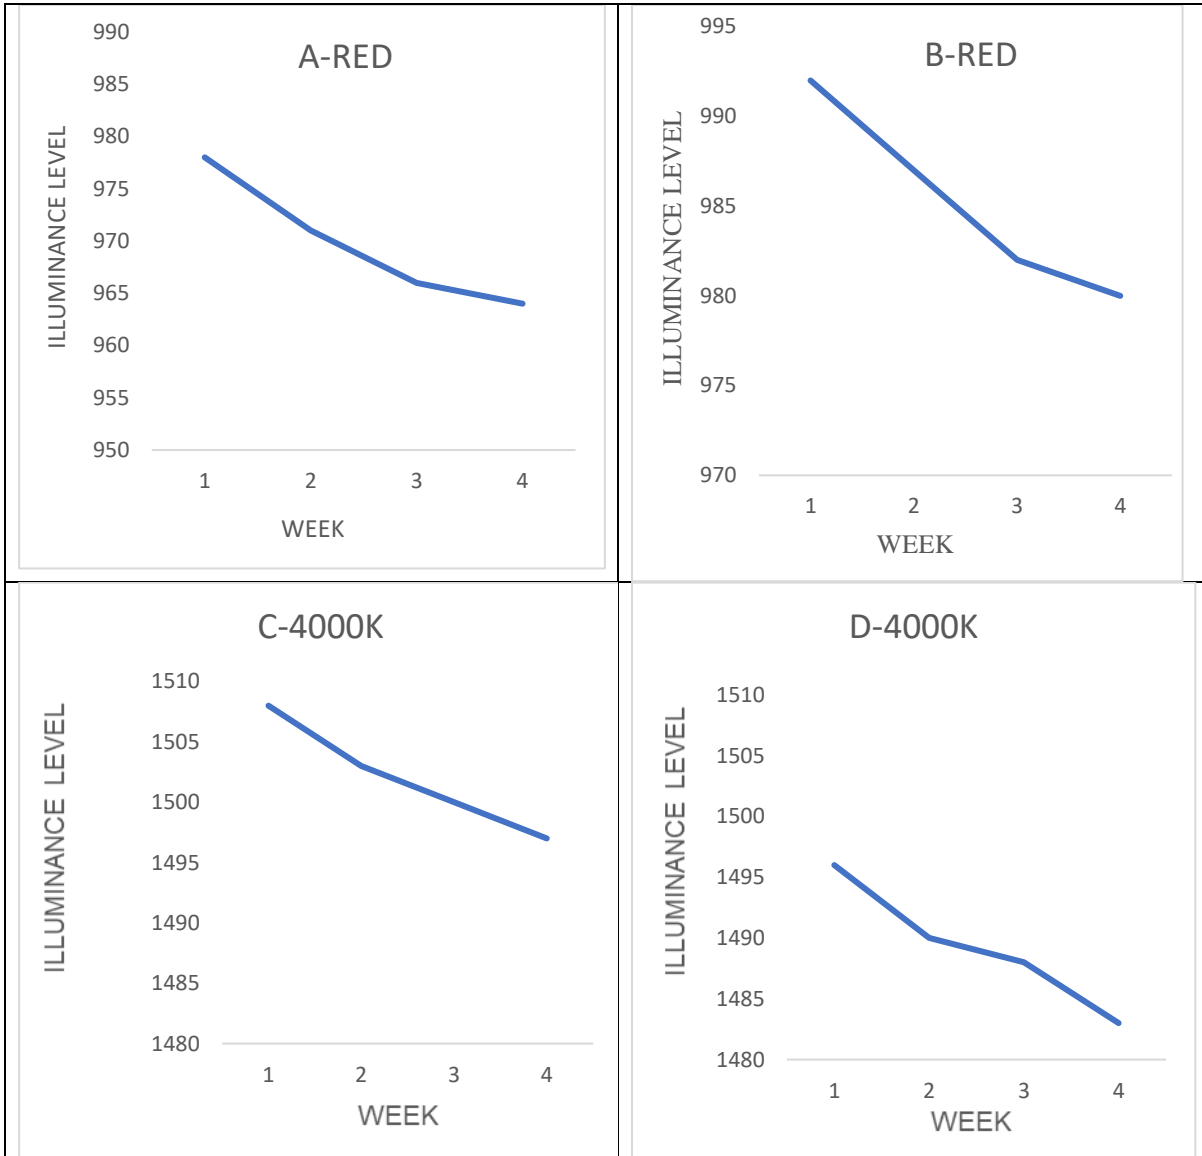 A-RED
ILLUMINANCE LEVEL
990
985
980
975
970
965
960
955
950
1 2 3 4
WEEK
B-RED
ILLUMINANCE LEVEL
995
990
985
980
975
970
1 2 3 4
WEEK
C-4000K
ILLUMINANCE LEVEL
1510
1505
1500
1495
1490
1485
1480
1 2 3 4
WEEK
D-4000K
ILLUMINANCE LEVEL
1510
1505
1500
1495
1490
1485
1480
1 2 3 4
WEEK